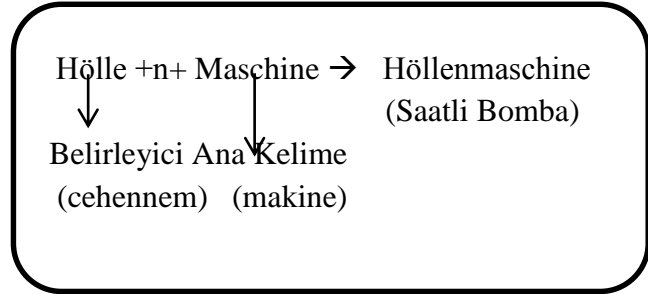 Hölle +n+ Maschine → Höllenmaschine
(Saatli Bomba)
Belirleyici Ana Kelime
(cehennem) (makine)